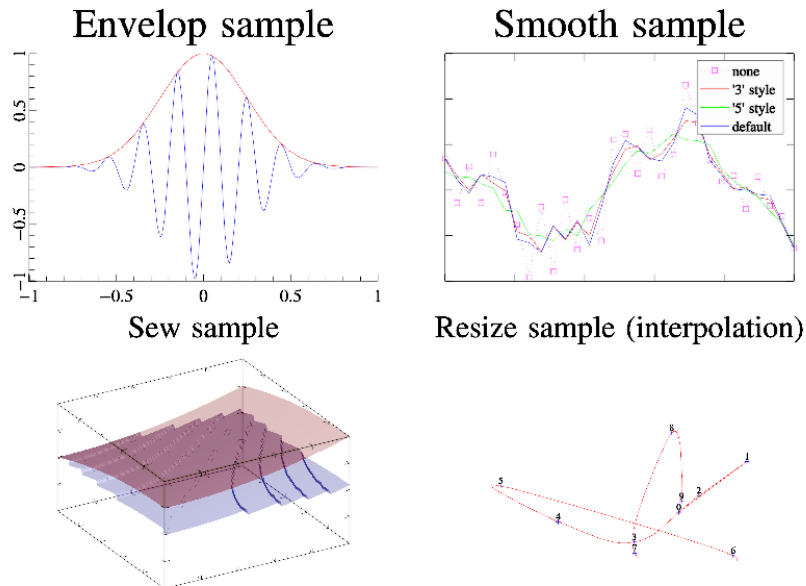 Envelop sample
1
0.5
0
−0.5
−1
−1
−0.5
0
0.5
1
Smooth sample
none
'3' style
'5' style
default
Sew sample
Resize sample (interpolation)
8
1
5
9
2
0
4
3
7
6